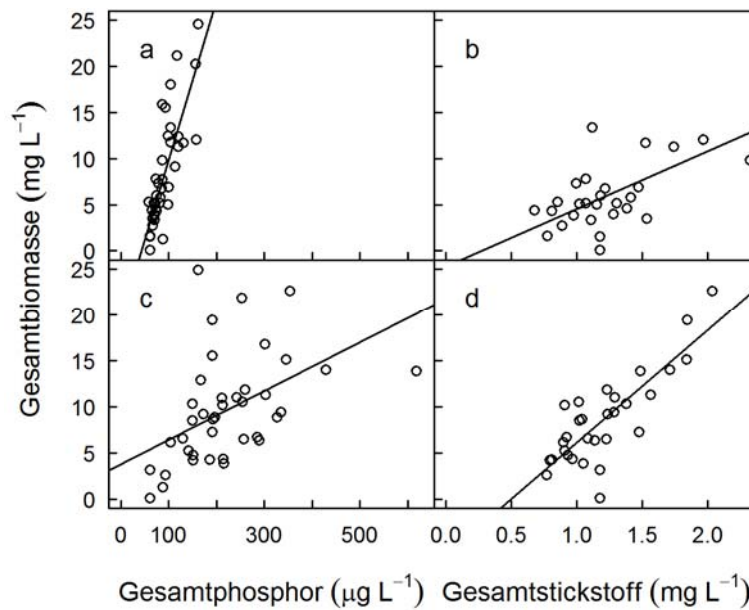 25
20
15
10
5
0
a
b
25
20
15
10
5
0
c
d
Gesamtbiomasse (mg L⁻¹)
0 100 300 500
0.0 0.5 1.0 1.5 2.0
Gesamtphosphor (μg L⁻¹) Gesamtstickstoff (mg L⁻¹)